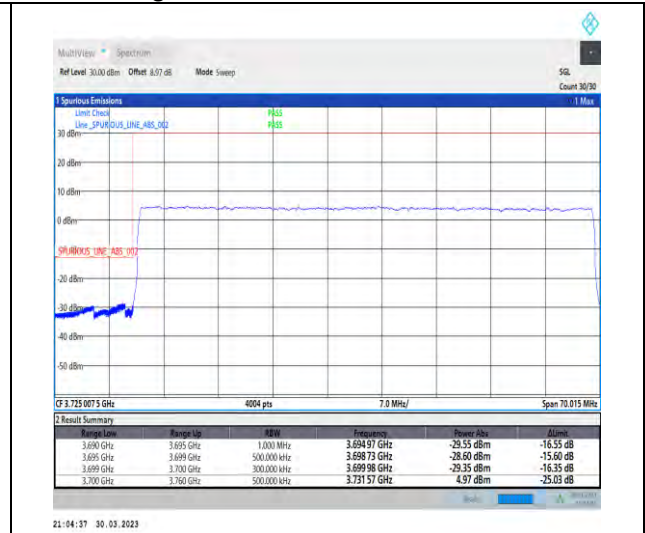 MultiView Spectrum
Ref Level 30.00 dBm Offset 8.97 dB Mode Sweep SGL
Count 30/30
1 Spurious Emissions 1 Max
Limit Check PASS
Line _SPURIOUS_LINE_ABS_002 PASS
30 dBm
20 dBm
10 dBm
0 dBm
_SPURIOUS_LINE_ABS_002
-20 dBm
-30 dBm
-40 dBm
-50 dBm
CF 3.725 007 5 GHz 4004 pts 7.0 MHz/ Span 70.015 MHz
2 Result Summary
Range Low Range Up RBW Frequency Power Abs ΔLimit
3.690 GHz 3.695 GHz 1.000 MHz 3.694 97 GHz -29.55 dBm -16.55 dB
3.695 GHz 3.699 GHz 500.000 kHz 3.698 73 GHz -28.60 dBm -15.60 dB
3.699 GHz 3.700 GHz 300.000 kHz 3.699 98 GHz -29.35 dBm -16.35 dB
3.700 GHz 3.760 GHz 500.000 kHz 3.731 57 GHz 4.97 dBm -25.03 dB
21:04:37 30.03.2023